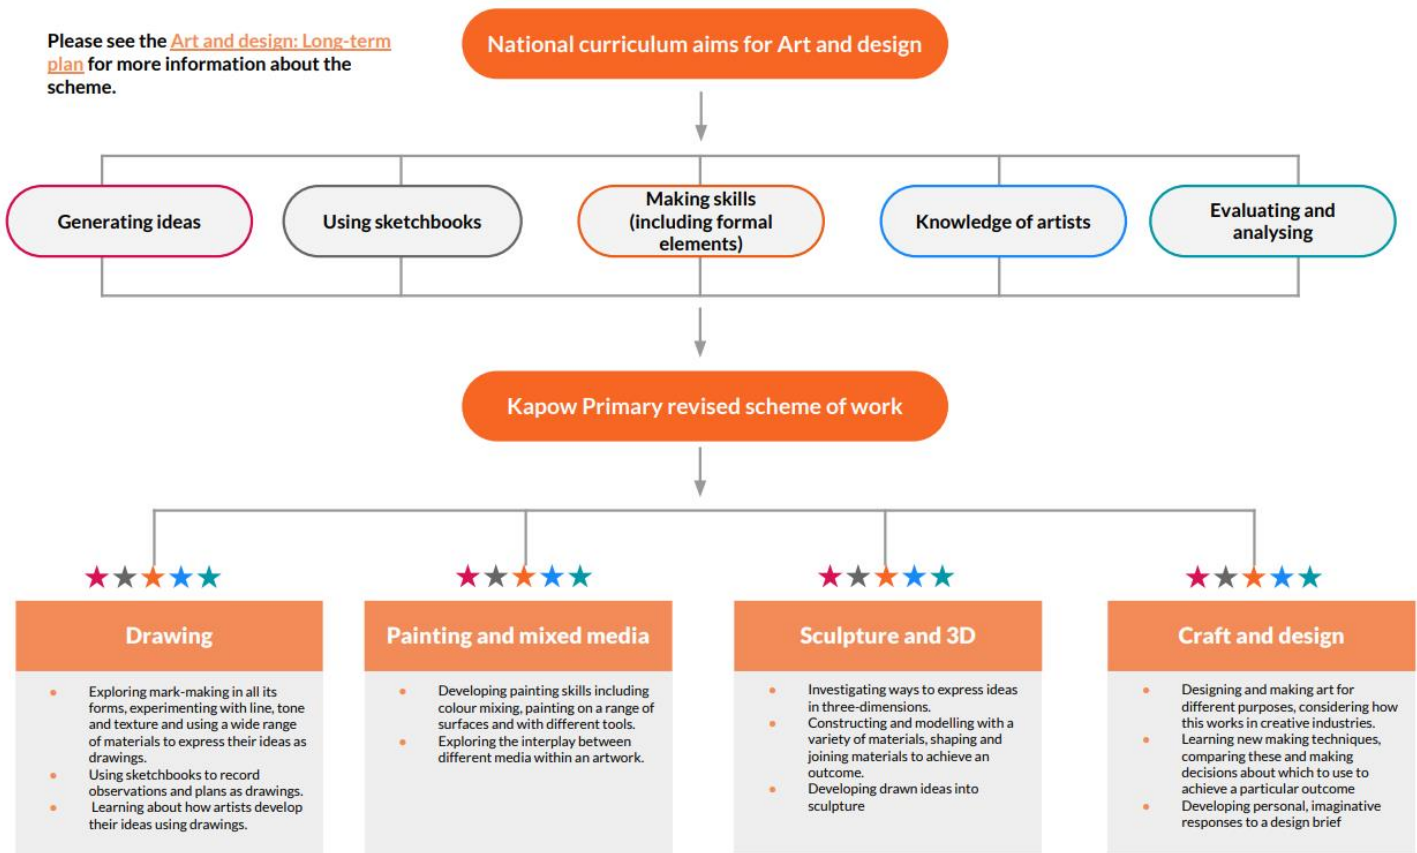 Please see the Art and design: Long-term
plan for more information about the
scheme.
National curriculum aims for Art and design
Generating ideas
Using sketchbooks
Making skills
(including formal
elements)
Knowledge of artists
Evaluating and
analysing
Kapow Primary revised scheme of work
Drawing
• Exploring mark-making in all its
forms, experimenting with line, tone
and texture and using a wide range
of materials to express their ideas as
drawings.
• Using sketchbooks to record
observations and plans as drawings.
• Learning about how artists develop
their ideas using drawings.
Painting and mixed media
• Developing painting skills including
colour mixing, painting on a range of
surfaces and with different tools.
• Exploring the interplay between
different media within an artwork.
Sculpture and 3D
• Investigating ways to express ideas
in three-dimensions.
• Constructing and modelling with a
variety of materials, shaping and
joining materials to achieve an
outcome.
• Developing drawn ideas into
sculpture
Craft and design
• Designing and making art for
different purposes, considering how
this works in creative industries.
• Learning new making techniques,
comparing these and making
decisions about which to use to
achieve a particular outcome
• Developing personal, imaginative
responses to a design brief